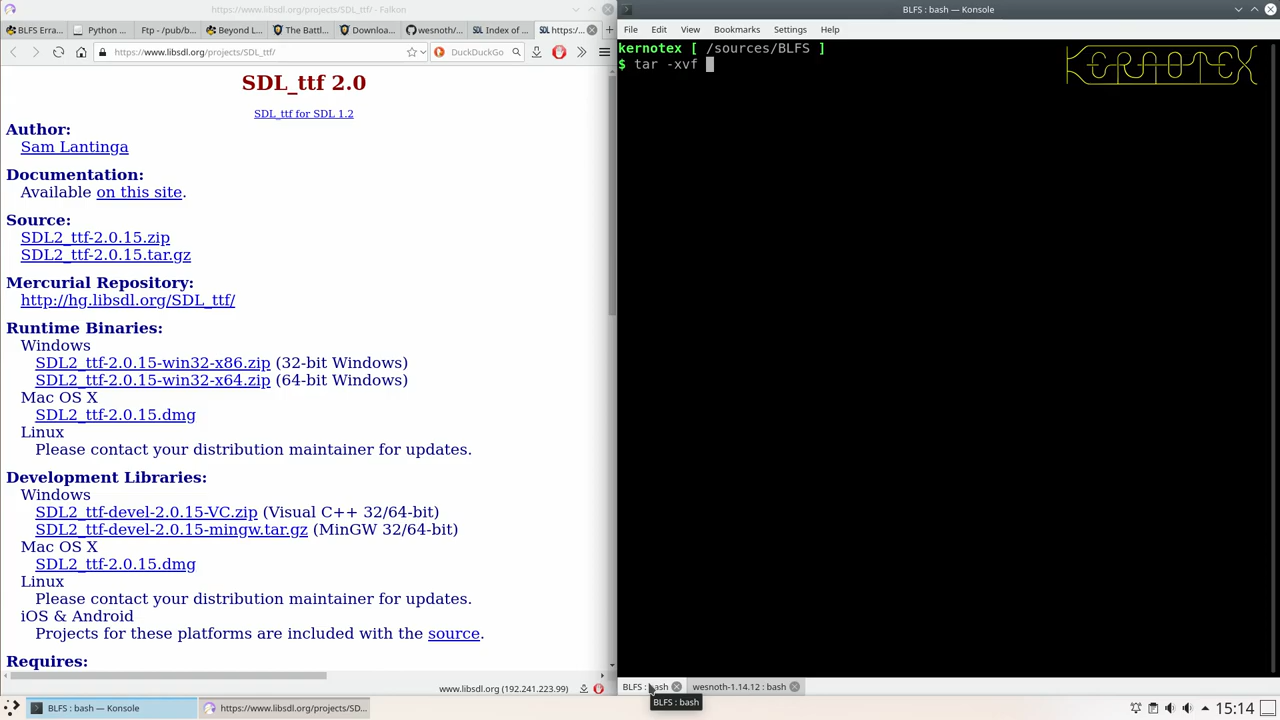 https://www.libsdl.org/projects/SDL_ttf/ - Falkon
BLFS Erra...
Python ...
Ftp - /pub/b...
Beyond L...
The Battl...
Downloa...
wesnoth/...
Index of ...
https:/...
https://www.libsdl.org/projects/SDL_ttf/
DuckDuckGo
SDL_ttf 2.0
SDL_ttf for SDL 1.2
Author:
Sam Lantinga
Documentation:
Available on this site.
Source:
SDL2_ttf-2.0.15.zip
SDL2_ttf-2.0.15.tar.gz
Mercurial Repository:
http://hg.libsdl.org/SDL_ttf/
Runtime Binaries:
Windows
SDL2_ttf-2.0.15-win32-x86.zip (32-bit Windows)
SDL2_ttf-2.0.15-win32-x64.zip (64-bit Windows)
Mac OS X
SDL2_ttf-2.0.15.dmg
Linux
Please contact your distribution maintainer for updates.
Development Libraries:
Windows
SDL2_ttf-devel-2.0.15-VC.zip (Visual C++ 32/64-bit)
SDL2_ttf-devel-2.0.15-mingw.tar.gz (MinGW 32/64-bit)
Mac OS X
SDL2_ttf-2.0.15.dmg
Linux
Please contact your distribution maintainer for updates.
iOS & Android
Projects for these platforms are included with the source.
Requires:
www.libsdl.org (192.241.223.99)
BLFS : bash — Konsole
File Edit View Bookmarks Settings Help
kernotex [ /sources/BLFS ]
$ tar -xvf
KERNOTEX
BLFS : bash
wesnoth-1.14.12 : bash
BLFS : bash
BLFS : bash — Konsole
https://www.libsdl.org/projects/SD...
15:14